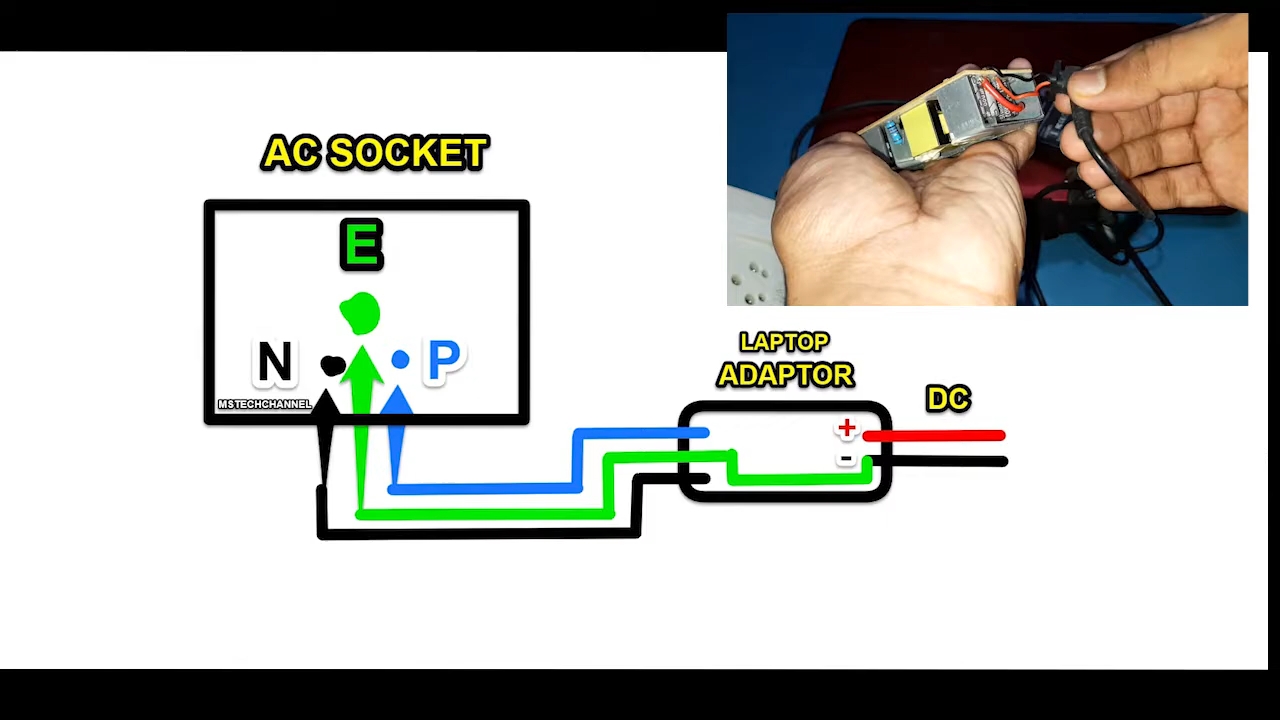 AC SOCKET
E
N
P
MSTECHCHANNEL
LAPTOP
ADAPTOR
DC
+
-